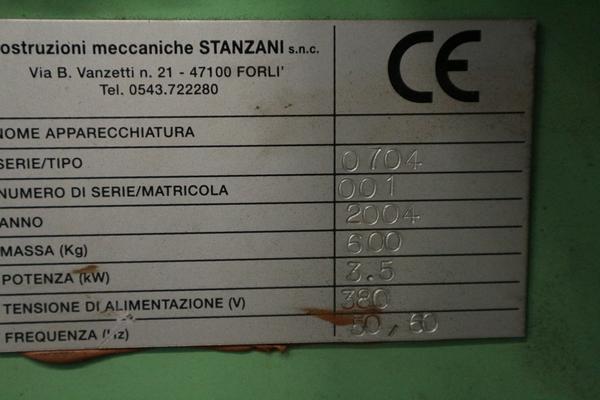 ostruzioni meccaniche STANZANI s.n.c.
Via B. Vanzetti n. 21 - 47100 FORLI'
Tel. 0543.722280
CE
NOME APPARECCHIATURA
SERIE/TIPO 0704
NUMERO DI SERIE/MATRICOLA 001
ANNO 2004
MASSA (Kg) 600
POTENZA (kW) 3.5
TENSIONE DI ALIMENTAZIONE (V) 380
FREQUENZA (Hz) 50/60